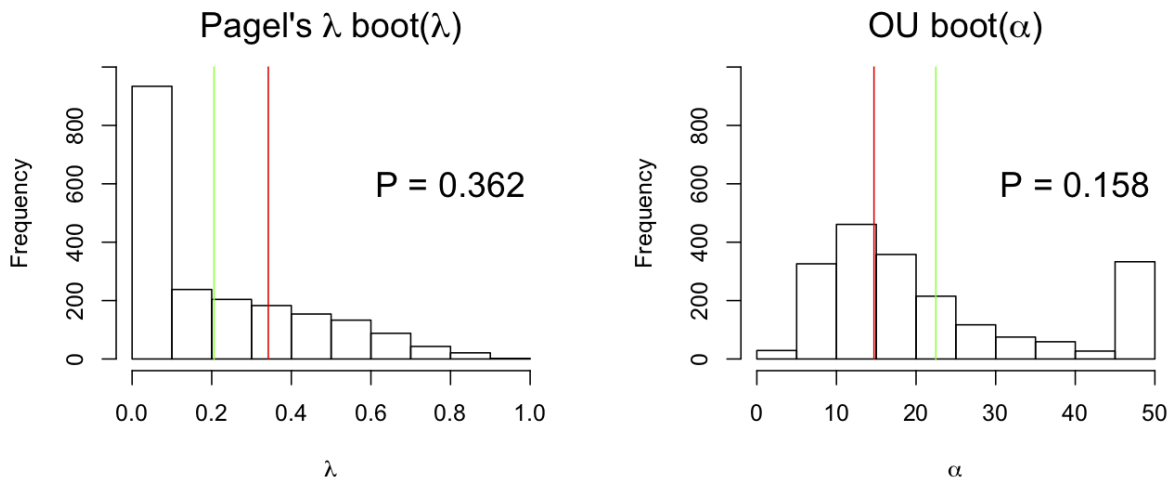 Pagel's λ boot(λ)
Frequency
0 200 400 600 800
P = 0.362
0.0 0.2 0.4 0.6 0.8 1.0
λ
OU boot(α)
Frequency
0 200 400 600 800
P = 0.158
0 10 20 30 40 50
α